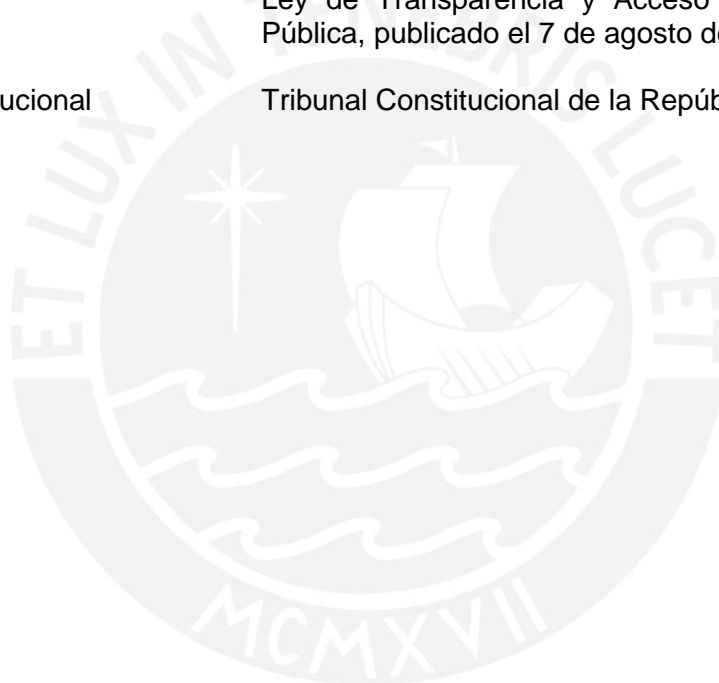 Ley de Transparencia y Acceso
Pública, publicado el 7 de agosto de
ucional Tribunal Constitucional de la Repúb
ET LUX IN TENEBRIS LUCET
MCMXVII